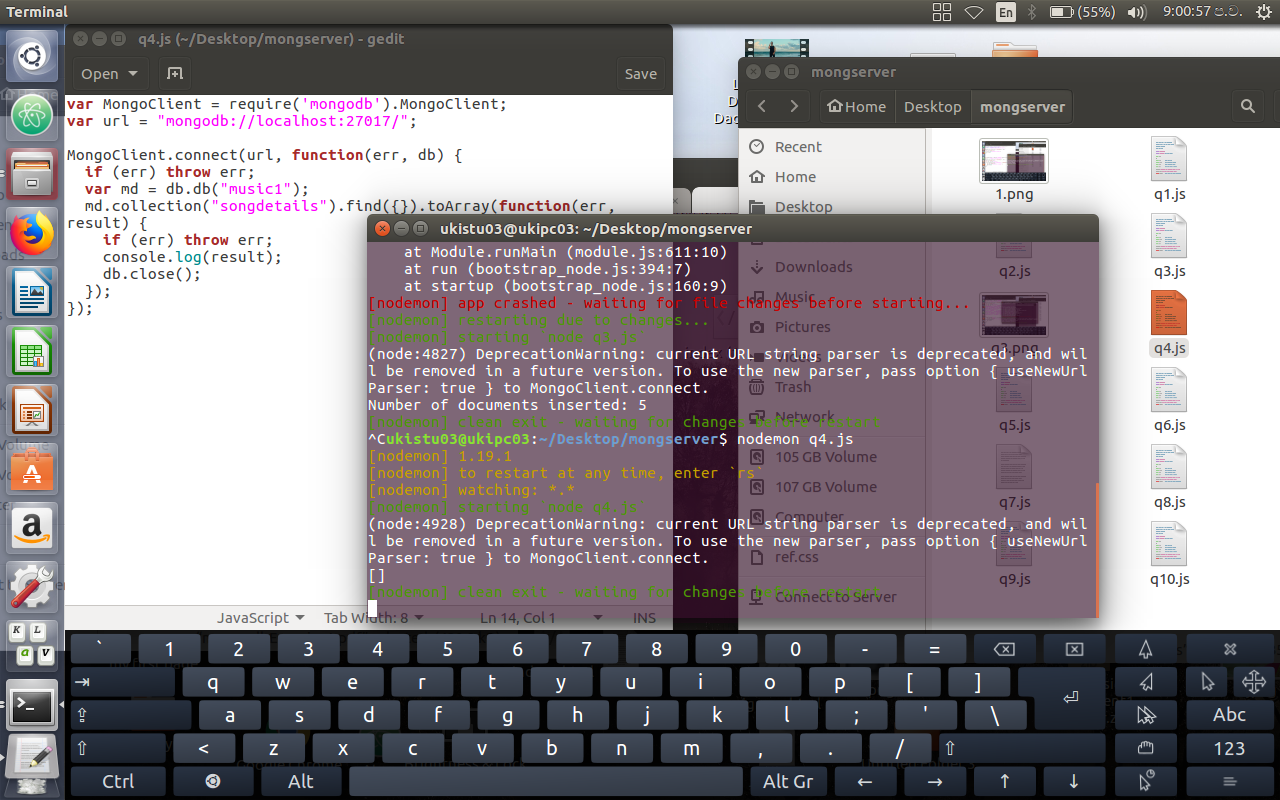 Terminal
En
(55%)
9:00:57 ප.ව.
q4.js (~/Desktop/mongserver) - gedit
Open
Save
var MongoClient = require('mongodb').MongoClient;
var url = "mongodb://localhost:27017/";
MongoClient.connect(url, function(err, db) {
if (err) throw err;
var md = db.db("music1");
md.collection("songdetails").find({}).toArray(function(err,
result) {
if (err) throw err;
console.log(result);
db.close();
});
});
JavaScript
Tab Width: 8
Ln 14, Col 1
INS
mongserver
Home
Desktop
mongserver
Recent
Home
Desktop
Downloads
Music
Pictures
Videos
Trash
Network
105 GB Volume
107 GB Volume
Computer
ref.css
Connect to Server
1.png
q1.js
q2.js
q3.js
q3.png
q4.js
q5.js
q6.js
q7.js
q8.js
q9.js
q10.js
ukistu03@ukipc03: ~/Desktop/mongserver
at Module.runMain (module.js:611:10)
at run (bootstrap_node.js:394:7)
at startup (bootstrap_node.js:160:9)
[nodemon] app crashed - waiting for file changes before starting...
[nodemon] restarting due to changes...
[nodemon] starting `node q3.js`
(node:4827) DeprecationWarning: current URL string parser is deprecated, and wil
l be removed in a future version. To use the new parser, pass option { useNewUrl
Parser: true } to MongoClient.connect.
Number of documents inserted: 5
[nodemon] clean exit - waiting for changes before restart
^Cukistu03@ukipc03:~/Desktop/mongserver$ nodemon q4.js
[nodemon] 1.19.1
[nodemon] to restart at any time, enter `rs`
[nodemon] watching: *.*
[nodemon] starting `node q4.js`
(node:4928) DeprecationWarning: current URL string parser is deprecated, and wil
l be removed in a future version. To use the new parser, pass option { useNewUrl
Parser: true } to MongoClient.connect.
[]
[nodemon] clean exit - waiting for changes before restart
` 1 2 3 4 5 6 7 8 9 0 - =
q w e r t y u i o p [ ]
a s d f g h j k l ; ' \ Abc
< z x c v b n m , . / 123
Ctrl Alt Alt Gr ← → ↑ ↓